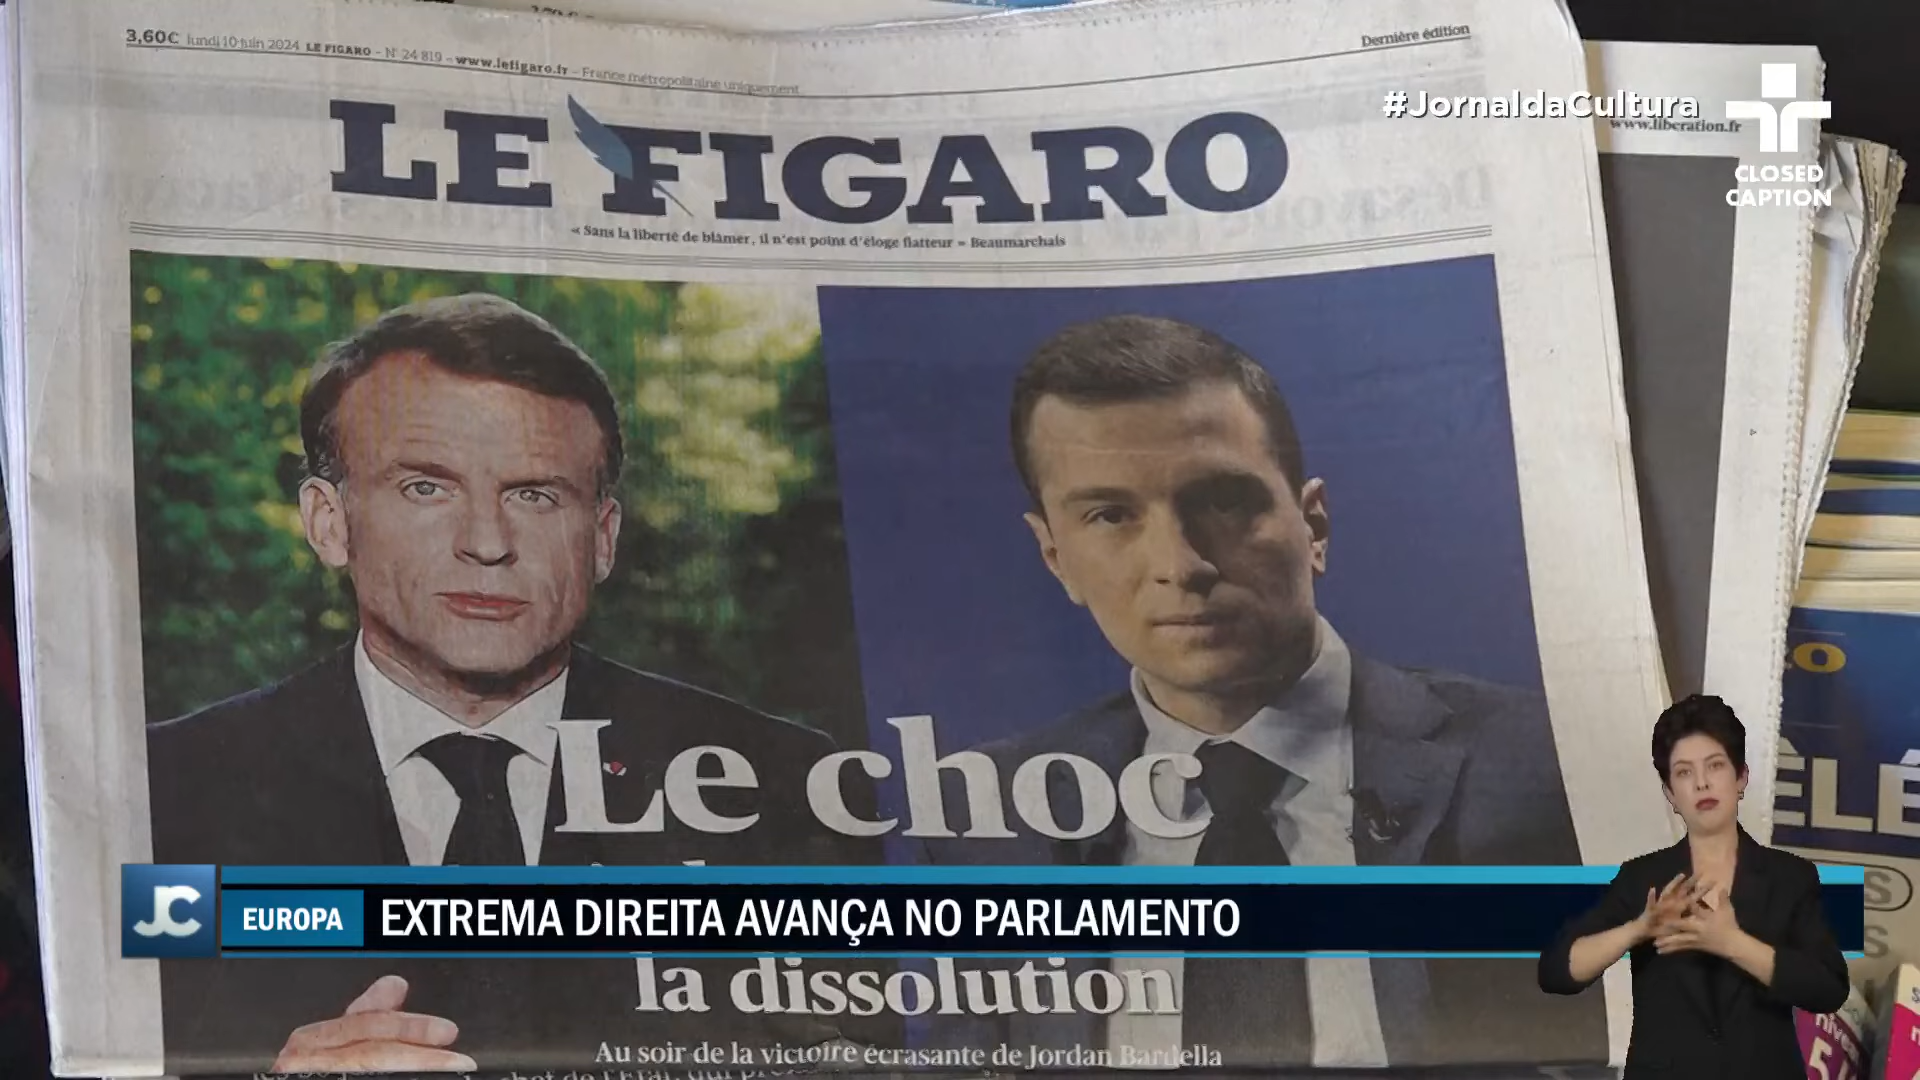 3,60€ lundi 10 juin 2024 LE FIGARO - N° 24 819 - www.lefigaro.fr - France métropolitaine uniquement
Dernière édition
#JornaldaCultura
www.liberation.fr
CLOSED
CAPTION
LE FIGARO
« Sans la liberté de blâmer, il n'est point d'éloge flatteur » Beaumarchais
Le choc
JC
EUROPA
EXTREMA DIREITA AVANÇA NO PARLAMENTO
la dissolution
Au soir de la victoire écrasante de Jordan Bardella
ÈLÉ